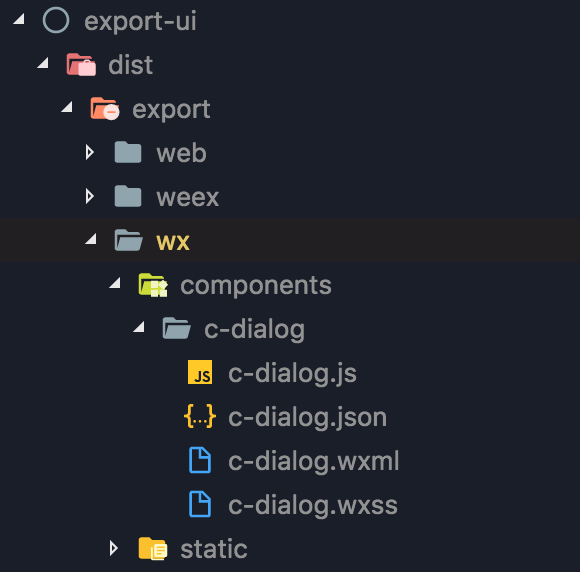 export-ui
dist
export
web
weex
wx
components
c-dialog
JS c-dialog.js
{...} c-dialog.json
c-dialog.wxml
c-dialog.wxss
static